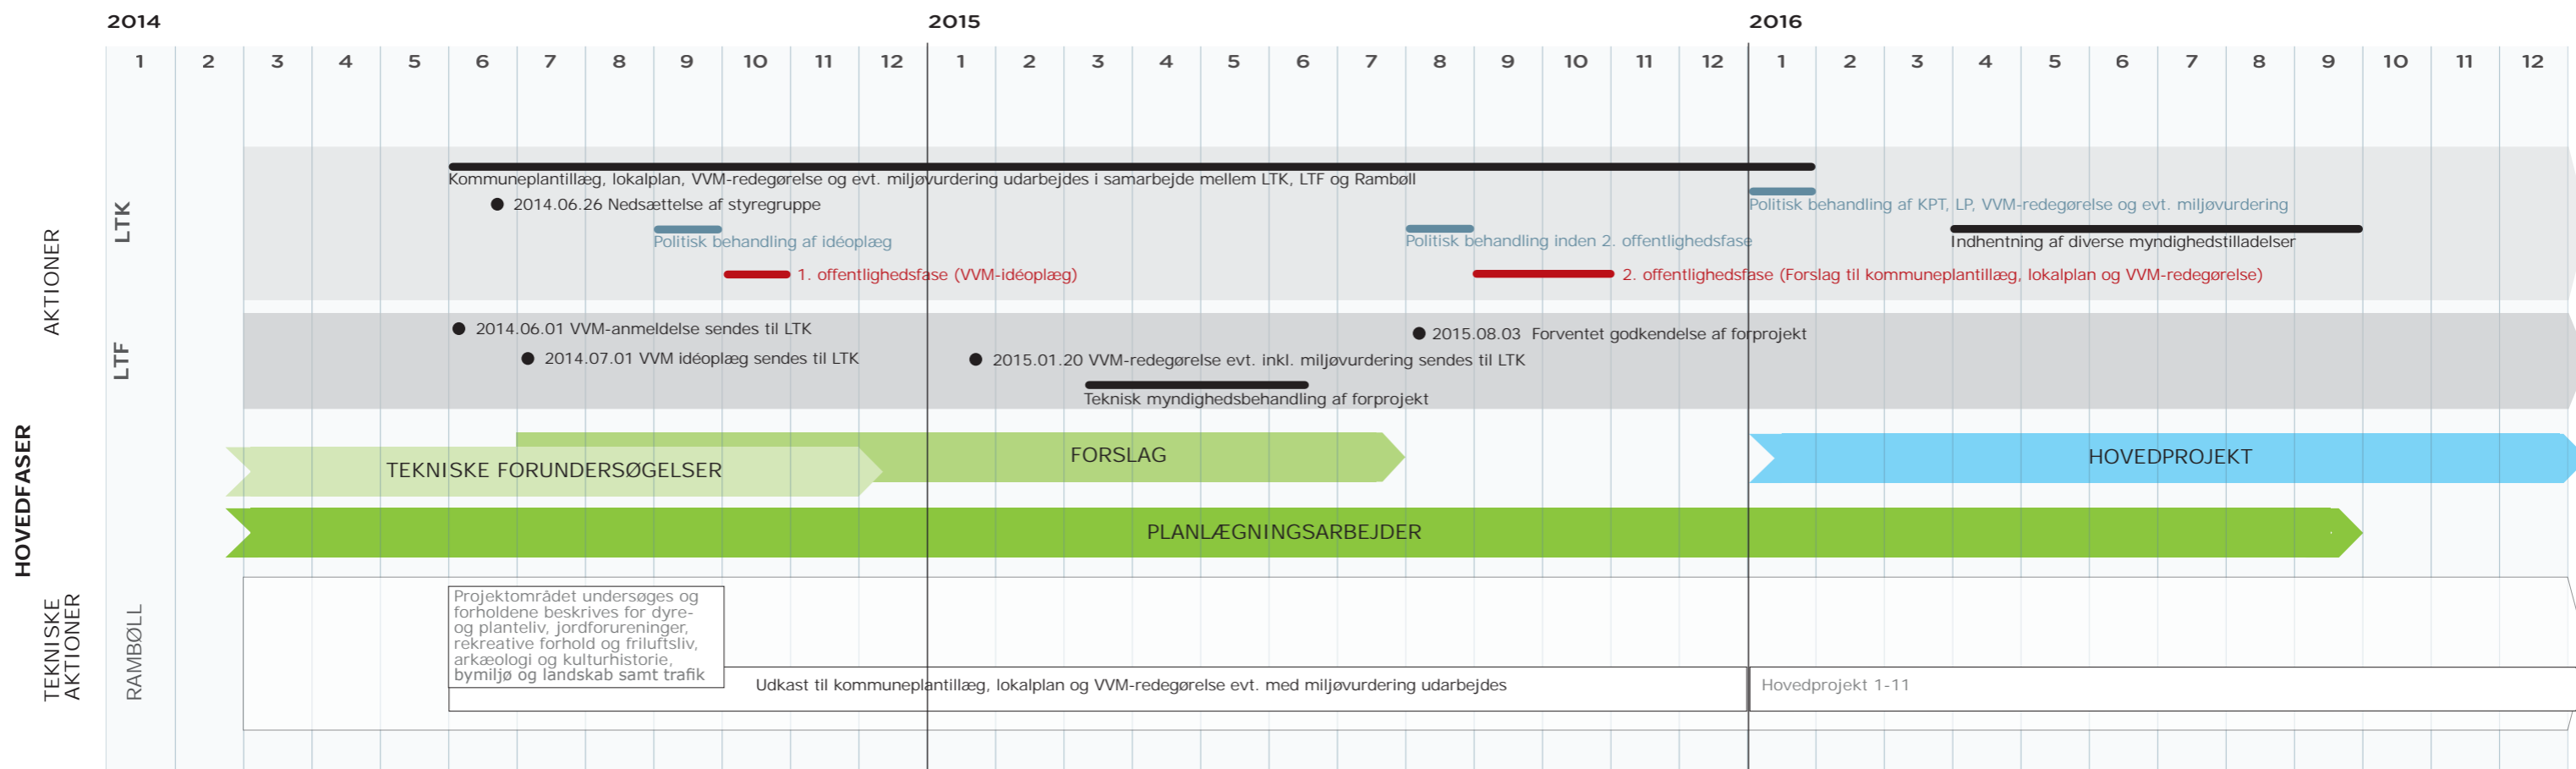 2014 2015 2016
1 2 3 4 5 6 7 8 9 10 11 12 1 2 3 4 5 6 7 8 9 10 11 12 1 2 3 4 5 6 7 8 9 10 11 12
HOVEDFASER
AKTIONER
LTK
Kommuneplantillæg, lokalplan, VVM-redegørelse og evt. miljøvurdering udarbejdes i samarbejde mellem LTK, LTF og Rambøll
2014.06.26 Nedsættelse af styregruppe
Politisk behandling af KPT, LP, VVM-redegørelse og evt. miljøvurdering
Politisk behandling af idéoplæg
Politisk behandling inden 2. offentlighedsfase
Indhentning af diverse myndighedstilladelser
1. offentlighedsfase (VVM-idéoplæg)
2. offentlighedsfase (Forslag til kommuneplantillæg, lokalplan og VVM-redegørelse)
LTF
2014.06.01 VVM-anmeldelse sendes til LTK
2015.08.03 Forventet godkendelse af forprojekt
2014.07.01 VVM idéoplæg sendes til LTK
2015.01.20 VVM-redegørelse evt. inkl. miljøvurdering sendes til LTK
Teknisk myndighedsbehandling af forprojekt
TEKNISKE FORUNDERSØGELSER
FORSLAG
HOVEDPROJEKT
PLANLÆGNINGSARBEJDER
TEKNISKE
AKTIONER
RAMBØLL
Projektområdet undersøges og
forholdene beskrives for dyre-
og planteliv, jordforureninger,
rekreative forhold og friluftsliv,
arkæologi og kulturhistorie,
bymiljø og landskab samt trafik
Udkast til kommuneplantillæg, lokalplan og VVM-redegørelse evt. med miljøvurdering udarbejdes
Hovedprojekt 1-11